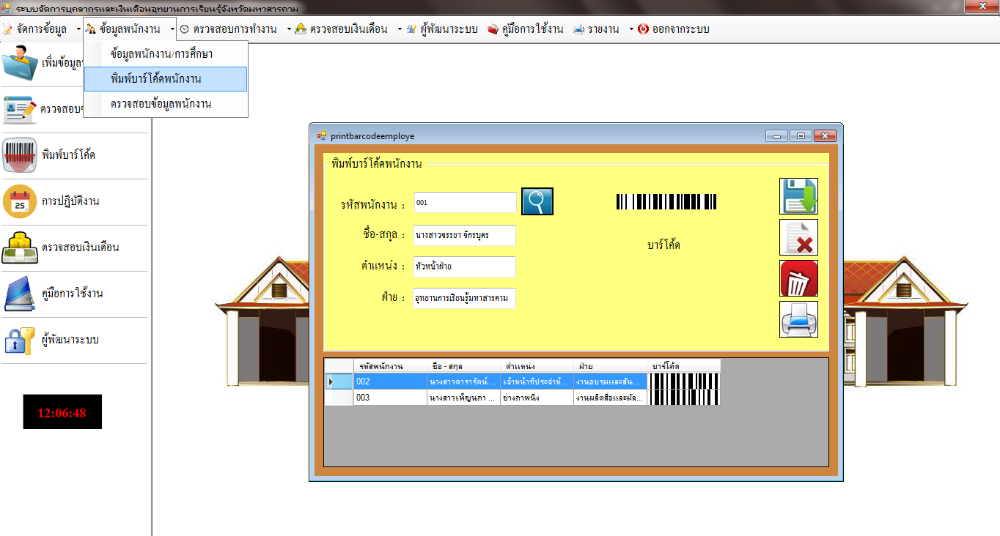 ระบบจัดการบุคลากรและเงินเดือนอุทยานการเรียนรู้จังหวัดมหาสารคาม
จัดการข้อมูล ข้อมูลพนักงาน ตรวจสอบการทำงาน ตรวจสอบเงินเดือน ผู้พัฒนาระบบ คู่มือการใช้งาน รายงาน ออกจากระบบ
ข้อมูลพนักงาน/การศึกษา
พิมพ์บาร์โค้ดพนักงาน
ตรวจสอบข้อมูลพนักงาน
เพิ่มข้อมูล
ตรวจสอบ
พิมพ์บาร์โค้ด
25
การปฏิบัติงาน
ตรวจสอบเงินเดือน
คู่มือการใช้งาน
ผู้พัฒนาระบบ
12:06:48
printbarcodeemploye
พิมพ์บาร์โค้ดพนักงาน
รหัสพนักงาน : 001
ชื่อ-สกุล : นางสาวจรรยา จักรบุตร
บาร์โค้ด
ตำแหน่ง : หัวหน้าฝ่าย
ฝ่าย : อุทยานการเรียนรู้มหาสารคาม
รหัสพนักงาน ชื่อ - สกุล ตำแหน่ง ฝ่าย บาร์โค้ด
002 นางสาวดารารัตน์ ... เจ้าหน้าที่ประจำห้... งานอบรมและสัน...
003 นางสาวเพ็ญนภา ... ช่างภาพนิ่ง งานผลิตสื่อและมัล...